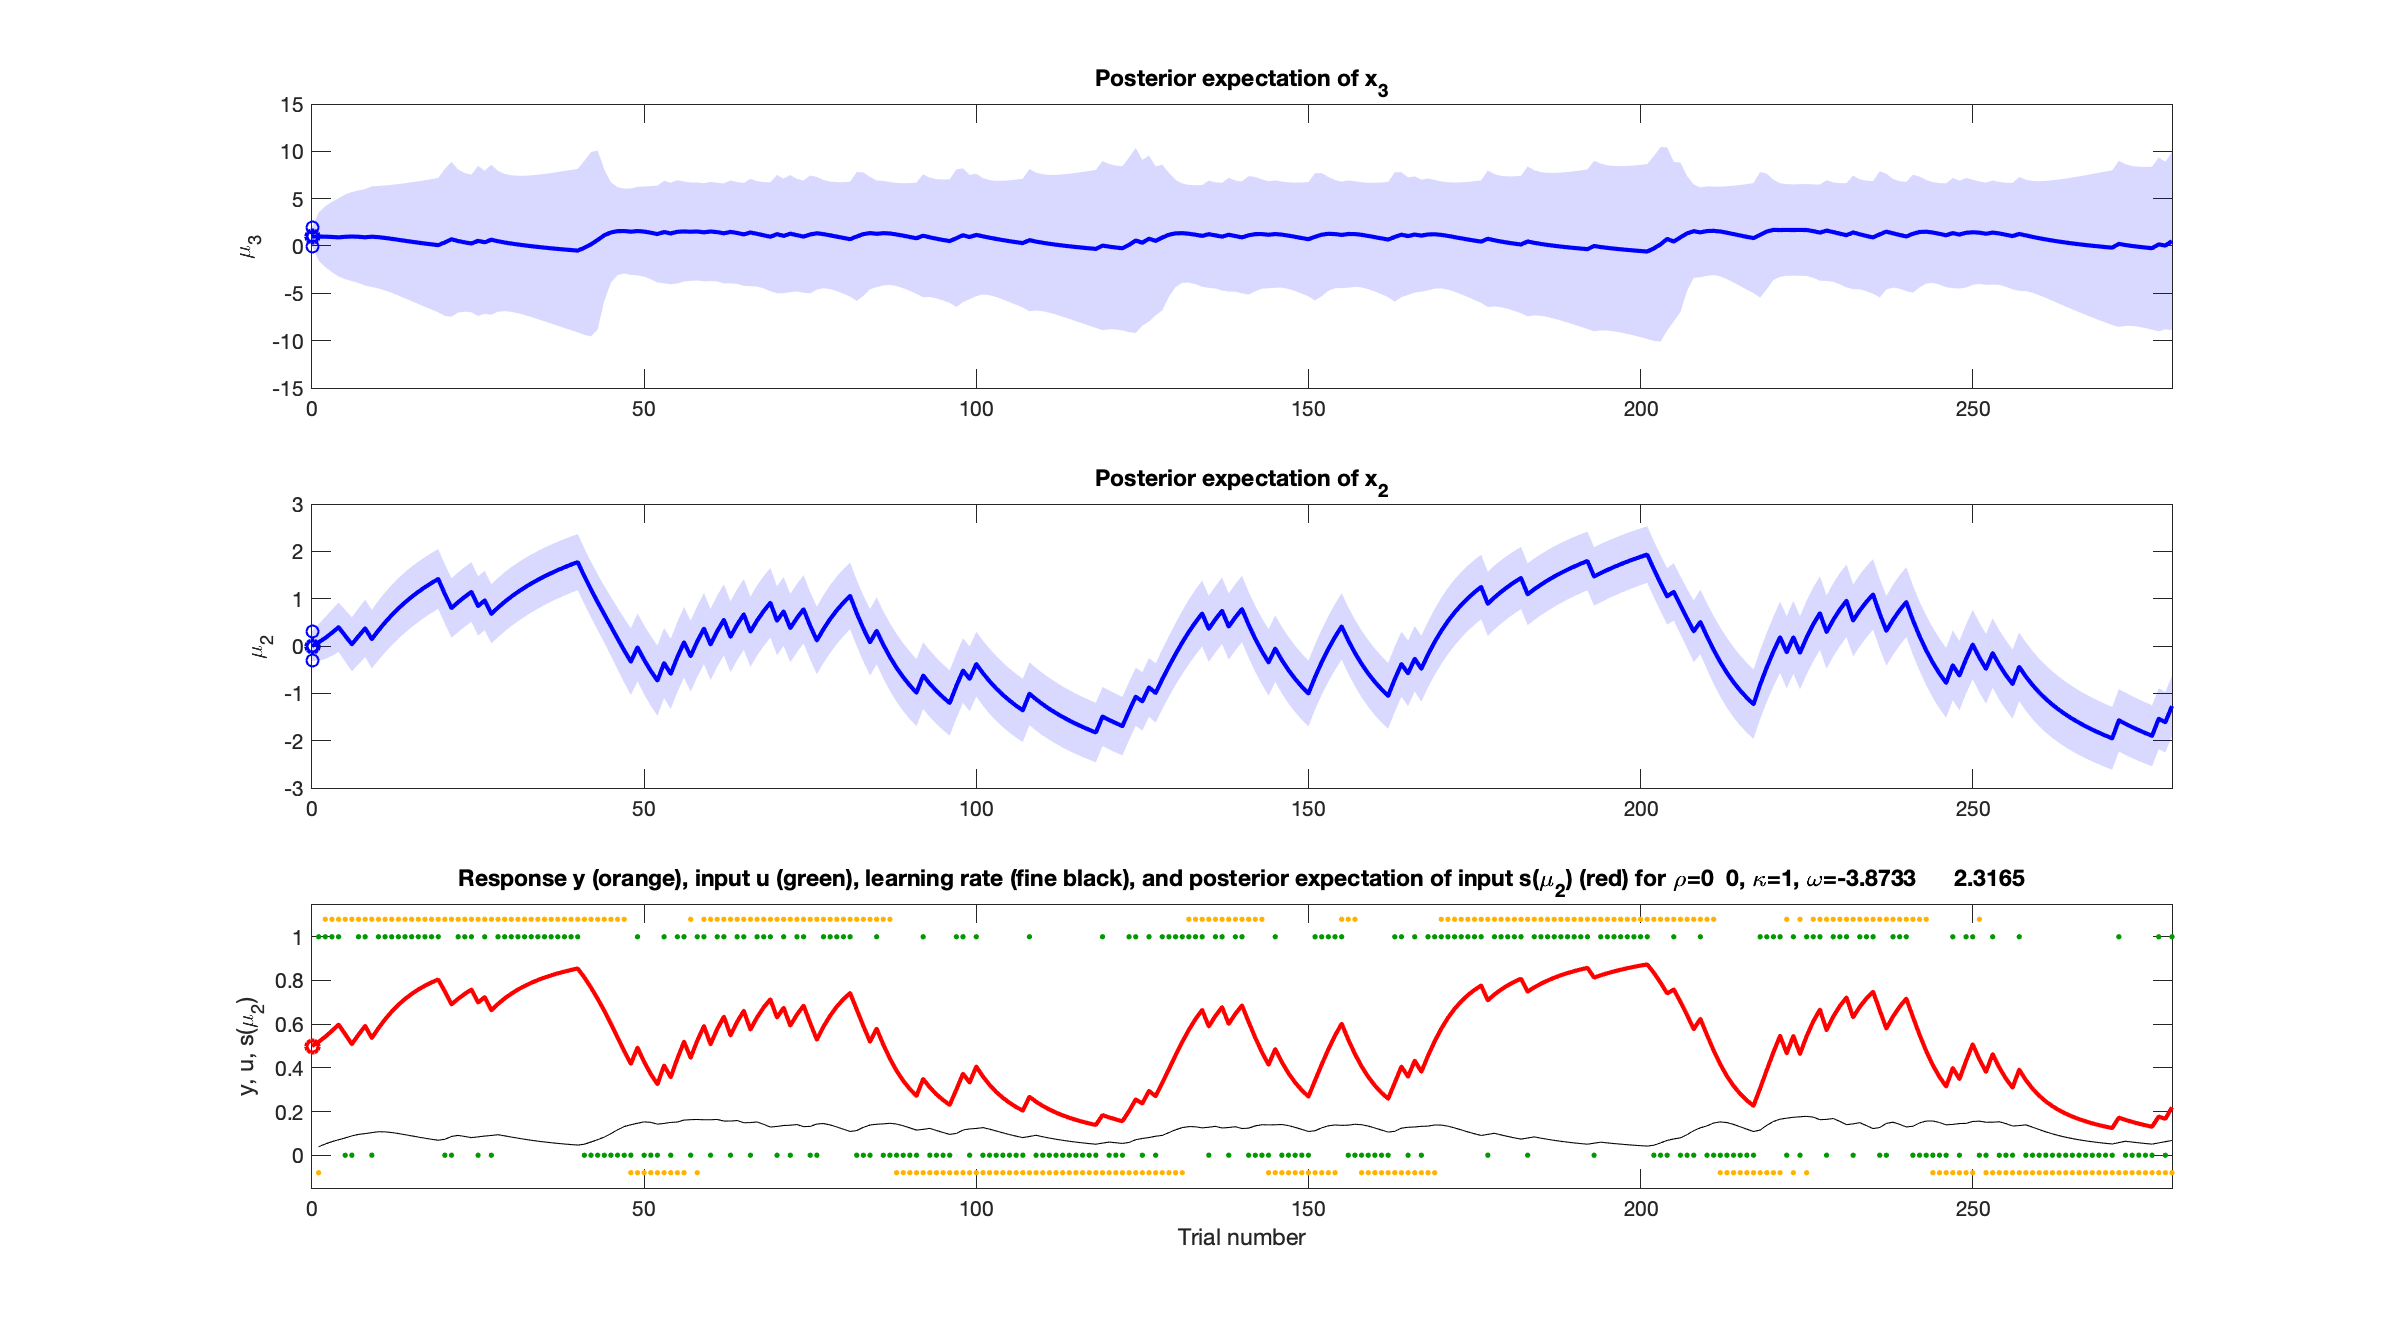 Posterior expectation of x3
15
10
5
0
-5
-10
-15
μ3
0 50 100 150 200 250
Posterior expectation of x2
3
2
1
0
-1
-2
-3
μ2
0 50 100 150 200 250
Response y (orange), input u (green), learning rate (fine black), and posterior expectation of input s(μ2) (red) for ρ=0 0, κ=1, ω=-3.8733 2.3165
1
0.8
0.6
0.4
0.2
0
y, u, s(μ2)
0 50 100 150 200 250
Trial number